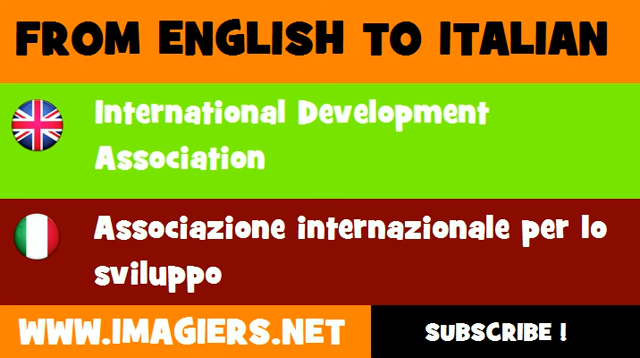 FROM ENGLISH TO ITALIAN
International Development
Association
Associazione internazionale per lo
sviluppo
WWW.IMAGIERS.NET
SUBSCRIBE !